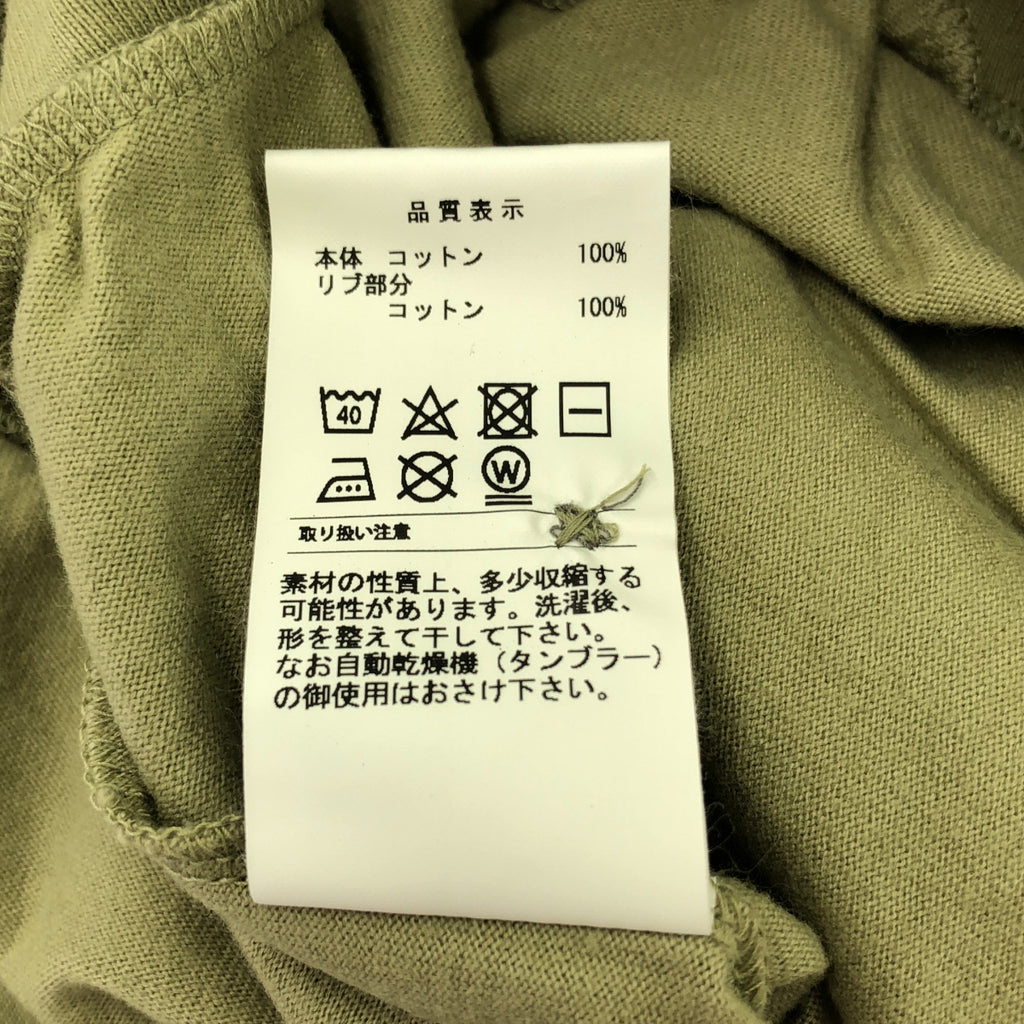 品質表示
本体 コットン 100%
リブ部分
コットン 100%
40
W
取り扱い注意
素材の性質上、多少収縮する
可能性があります。洗濯後、
形を整えて干して下さい。
なお自動乾燥機（タンブラー）
の御使用はおさけ下さい。